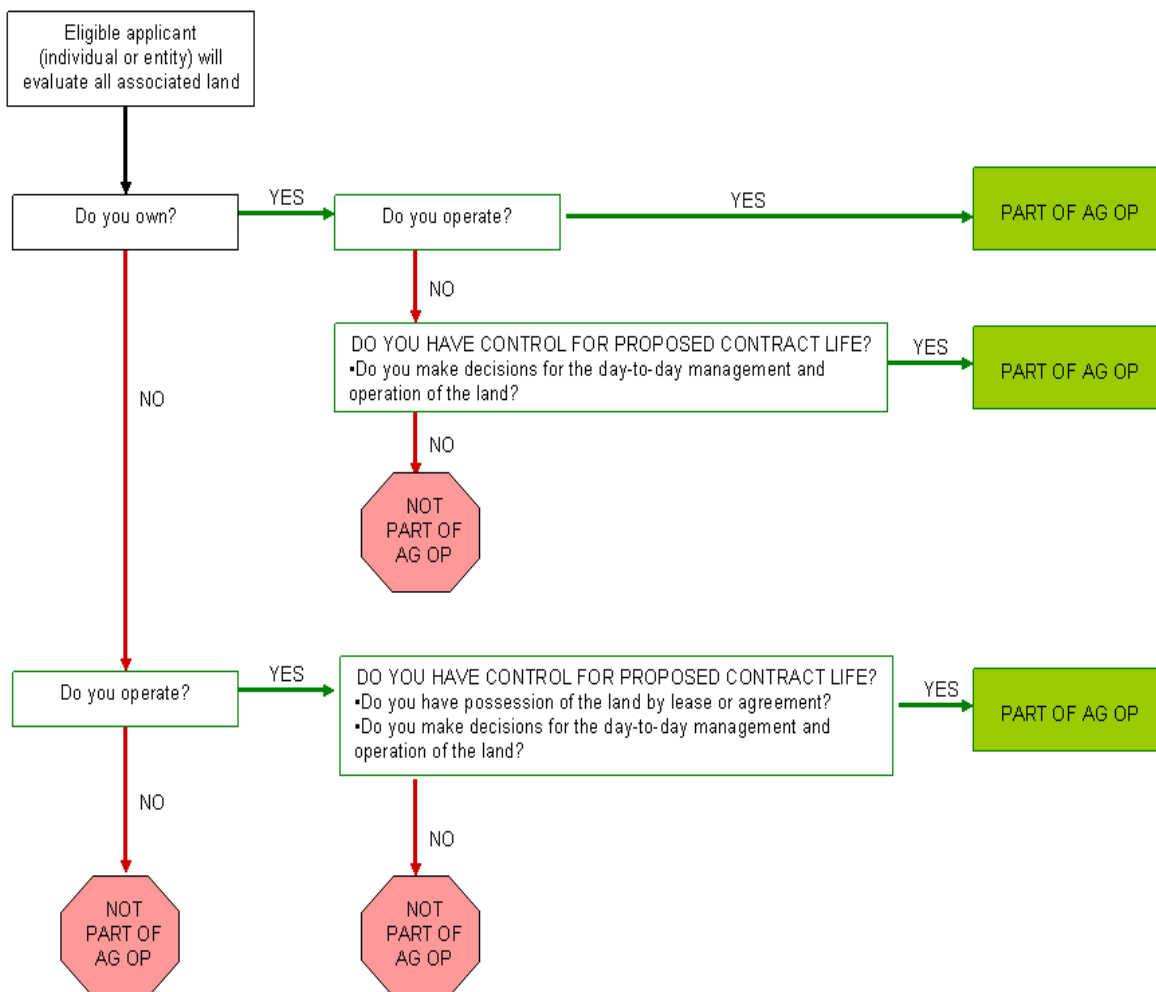 Eligible applicant
(individual or entity) will
evaluate all associated land
Do you own?
YES
Do you operate?
YES
PART OF AG OP
NO
DO YOU HAVE CONTROL FOR PROPOSED CONTRACT LIFE?
▪Do you make decisions for the day-to-day management and
operation of the land?
YES
PART OF AG OP
NO
NO
NOT
PART OF
AG OP
Do you operate?
YES
DO YOU HAVE CONTROL FOR PROPOSED CONTRACT LIFE?
▪Do you have possession of the land by lease or agreement?
▪Do you make decisions for the day-to-day management and
operation of the land?
YES
PART OF AG OP
NO
NO
NOT
PART OF
AG OP
NOT
PART OF
AG OP